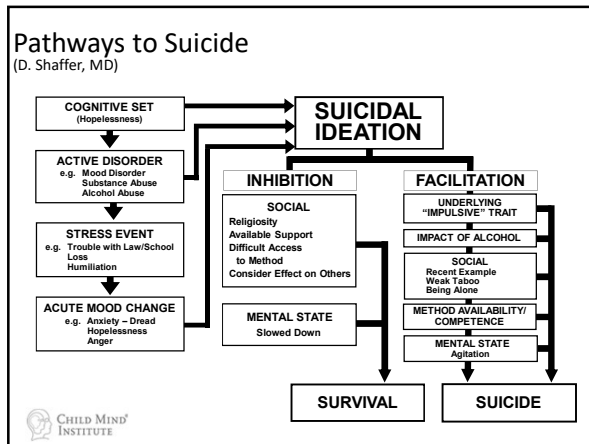 Pathways to Suicide
(D. Shaffer, MD)
COGNITIVE SET
(Hopelessness)
ACTIVE DISORDER
e.g. Mood Disorder
Substance Abuse
Alcohol Abuse
STRESS EVENT
e.g. Trouble with Law/School
Loss
Humiliation
ACUTE MOOD CHANGE
e.g. Anxiety – Dread
Hopelessness
Anger
SUICIDAL
IDEATION
INHIBITION
SOCIAL
Religiosity
Available Support
Difficult Access
to Method
Consider Effect on Others
MENTAL STATE
Slowed Down
SURVIVAL
FACILITATION
UNDERLYING
“IMPULSIVE” TRAIT
IMPACT OF ALCOHOL
SOCIAL
Recent Example
Weak Taboo
Being Alone
METHOD AVAILABILITY/
COMPETENCE
MENTAL STATE
Agitation
SUICIDE
CHILD MIND®
INSTITUTE